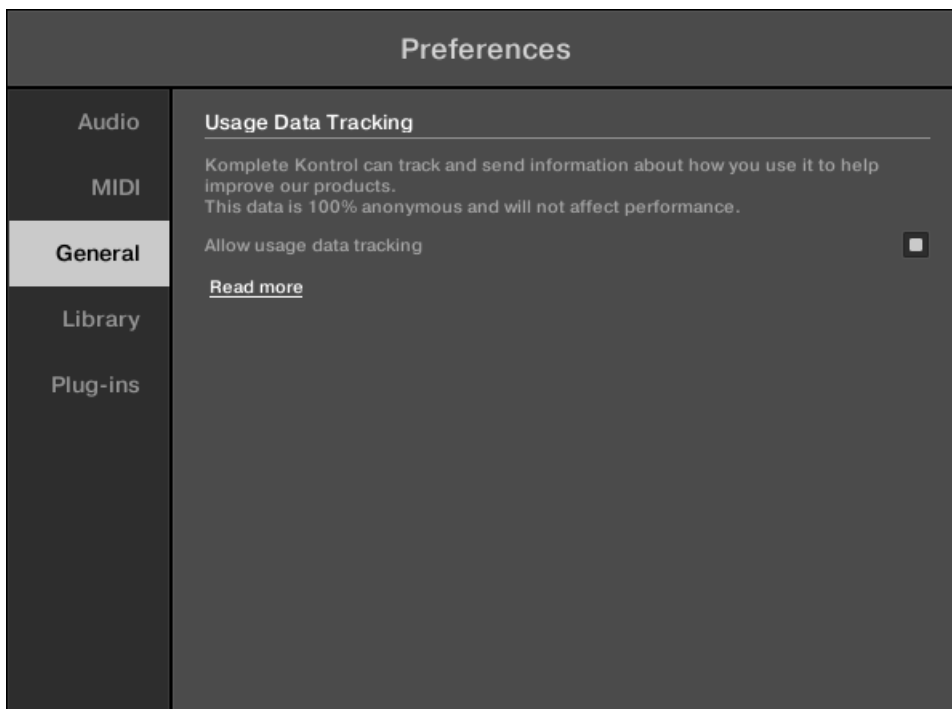 Preferences
Audio
MIDI
General
Library
Plug-ins
Usage Data Tracking
Komplete Kontrol can track and send information about how you use it to help
improve our products.
This data is 100% anonymous and will not affect performance.
Allow usage data tracking
Read more